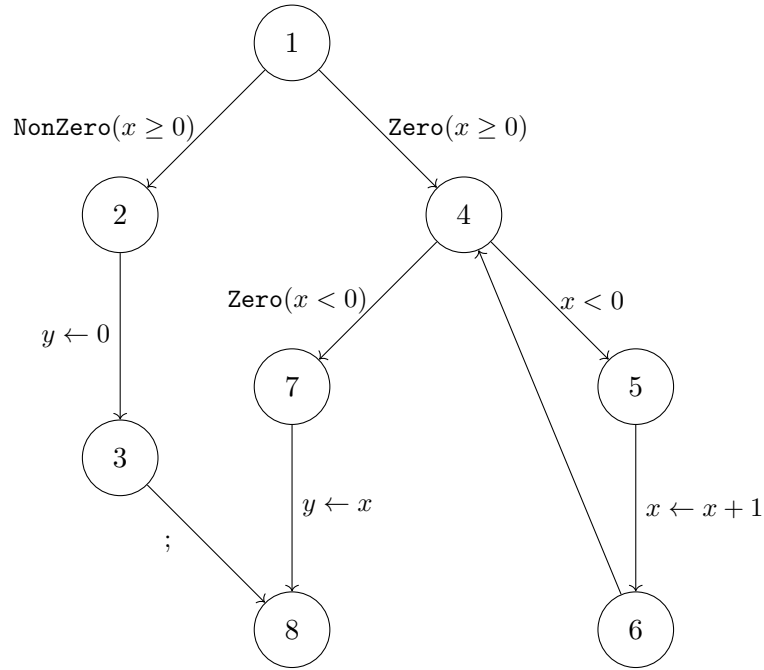 1
NonZero(x ≥ 0)
Zero(x ≥ 0)
2
4
Zero(x < 0)
x < 0
y ← 0
7
5
3
y ← x
x ← x + 1
;
8
6